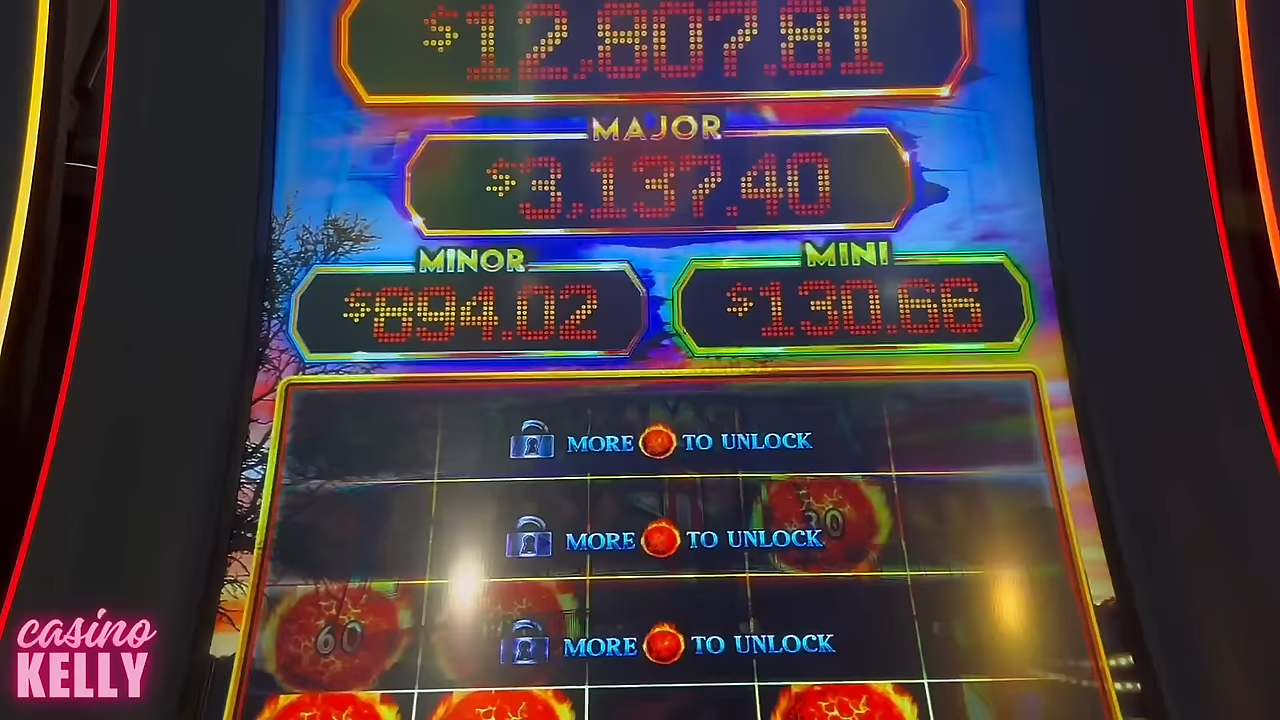 $12,807.81
MAJOR
$3,137.40
MINOR
MINI
$894.02
$130.66
MORE TO UNLOCK
30
MORE TO UNLOCK
60
MORE TO UNLOCK
casino
KELLY